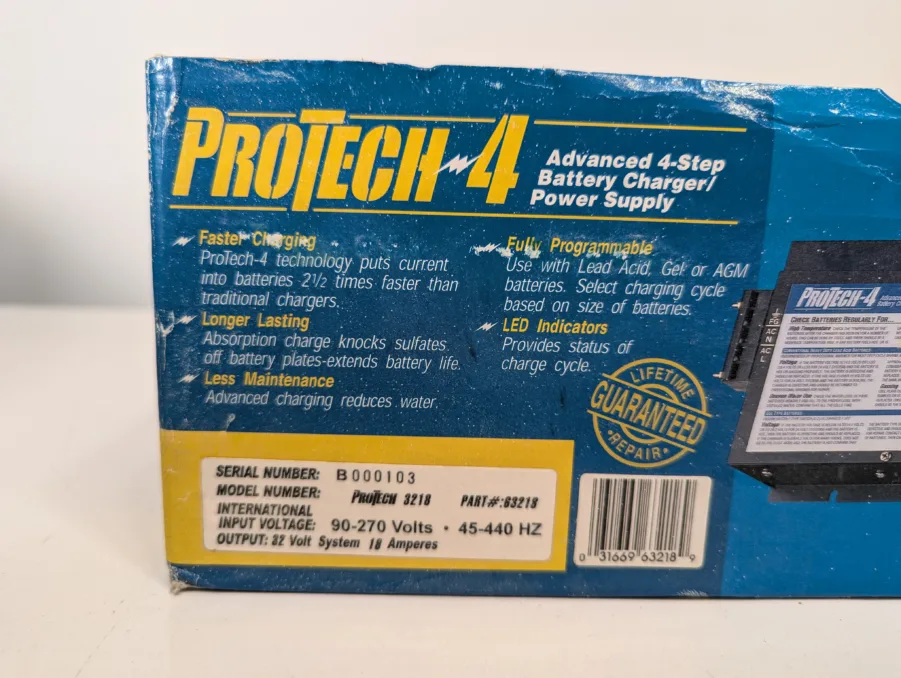 PROTECH-4
Advanced 4-Step
Battery Charger/
Power Supply
Faster Charging
ProTech-4 technology puts current
into batteries 2½ times faster than
traditional chargers.
Longer Lasting
Absorption charge knocks sulfates
off battery plates-extends battery life.
Less Maintenance
Advanced charging reduces water.
Fully Programmable
Use with Lead Acid, Gel or AGM
batteries. Select charging cycle
based on size of batteries.
LED Indicators
Provides status of
charge cycle.
LIFETIME
GUARANTEED
REPAIR
SERIAL NUMBER: B000103
MODEL NUMBER: PROTECH 3218 PART#:63218
INTERNATIONAL
INPUT VOLTAGE: 90-270 Volts · 45-440 HZ
OUTPUT: 32 Volt System 18 Amperes
0 31669 63218 9
PROTECH-4
CHECK BATTERIES REGULARLY FOR...
High Temperature
FG
AC
N
AC
L